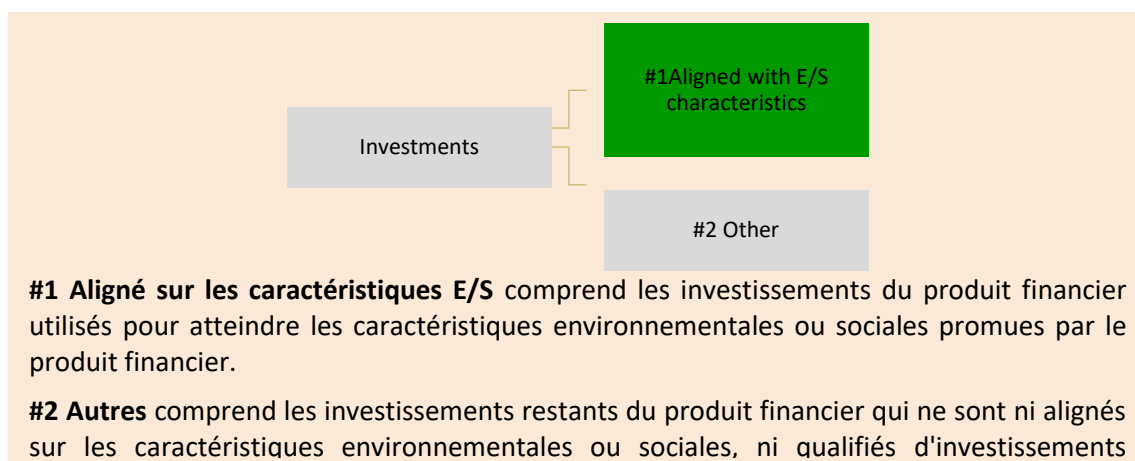 #1Aligned with E/S
characteristics
Investments
#2 Other
#1 Aligné sur les caractéristiques E/S comprend les investissements du produit financier
utilisés pour atteindre les caractéristiques environnementales ou sociales promues par le
produit financier.
#2 Autres comprend les investissements restants du produit financier qui ne sont ni alignés
sur les caractéristiques environnementales ou sociales, ni qualifiés d'investissements